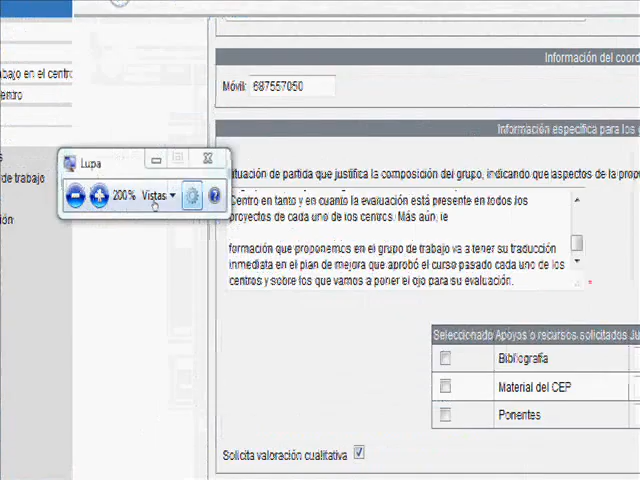 Información del coord
abajo en el centro
Móvil: 687557050
entro
Información específica para los
Lupa
situación de partida que justifica la composición del grupo, indicando que aspectos de la propu
de trabajo
200% Vistas
Centro en tanto y en cuanto la evaluación está presente en todos los
proyectos de cada uno de los centros. Más aún, le
ión
formación que proponemos en el grupo de trabajo va a tener su traducción
inmediata en el plan de mejora que aprobó el curso pasado cada uno de los
centros y sobre los que vamos a poner el ojo para su evaluación. *
Seleccionado Apoyos o recursos solicitados Ju
Bibliografía
Material del CEP
Ponentes
Solicita valoración cualitativa